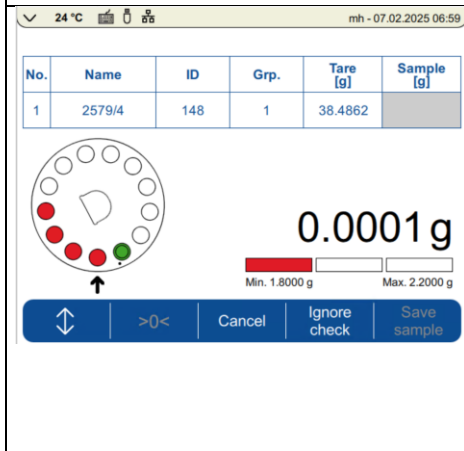 24 °C mh - 07.02.2025 06:59
No. Name ID Grp. Tare [g] Sample [g]
1 2579/4 148 1 38.4862
0.0001 g
Min. 1.8000 g Max. 2.2000 g
>0< Cancel Ignore check Save sample